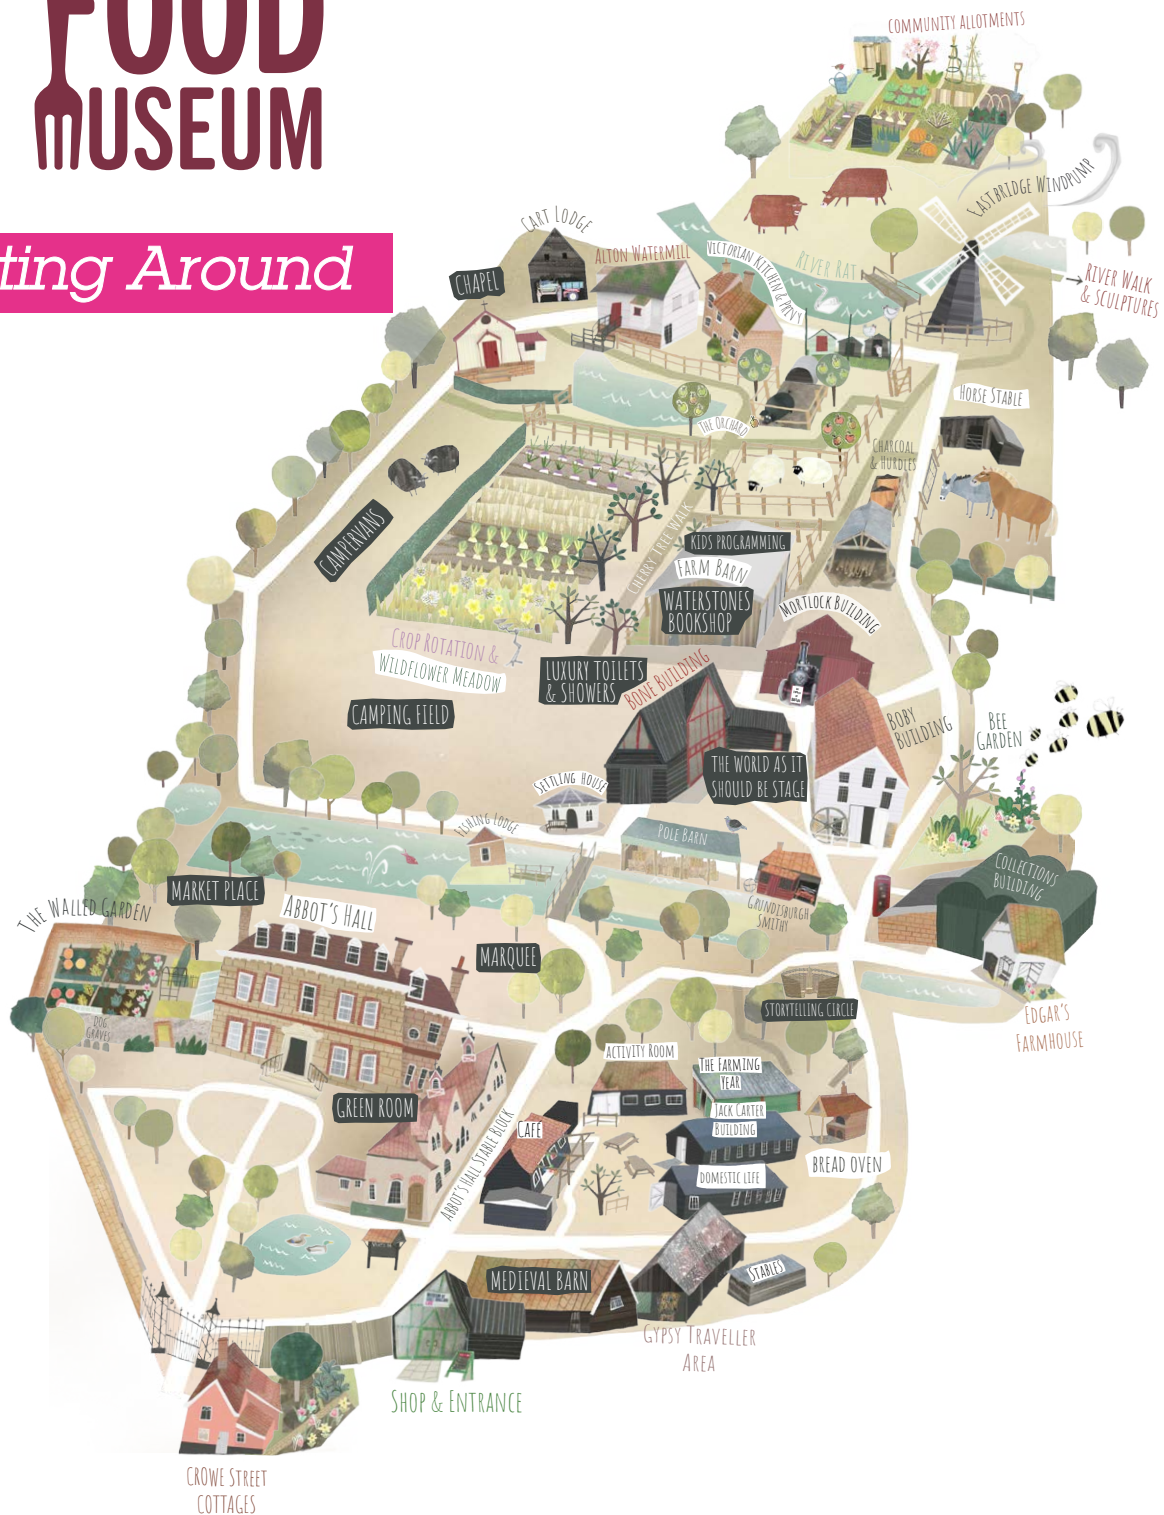 FOOD
MUSEUM
ting Around
COMMUNITY ALLOTMENTS
EASTBRIDGE WINDPUMP
RIVER WALK
& SCULPTURES
CART LODGE
ALTON WATERMILL
VICTORIAN KITCHEN & PRIVY
RIVER RAT
CHAPEL
HORSE STABLE
THE ORCHARD
CHARCOAL
& HURDLES
CAMPERVANS
CHERRY TREE WALK
KIDS PROGRAMMING
FARM BARN
WATERSTONES
BOOKSHOP
MORTLOCK BUILDING
CROP ROTATION &
WILDFLOWER MEADOW
LUXURY TOILETS
& SHOWERS
BONE BUILDING
CAMPING FIELD
BOBY
BUILDING
BEE
GARDEN
THE WORLD AS IT
SHOULD BE STAGE
SETTLING HOUSE
FISHING LODGE
POLE BARN
GRUNDISBURGH
SMITHY
COLLECTIONS
BUILDING
MARKET PLACE
THE WALLED GARDEN
ABBOT'S HALL
MARQUEE
STORYTELLING CIRCLE
EDGAR'S
FARMHOUSE
DOG
GRAVES
ACTIVITY ROOM
THE FARMING
YEAR
JACK CARTER
BUILDING
GREEN ROOM
CAFÉ
ABBOT'S HALL STABLE BLOCK
DOMESTIC LIFE
BREAD OVEN
MEDIEVAL BARN
STABLES
GYPSY TRAVELLER
AREA
SHOP & ENTRANCE
CROWE STREET
COTTAGES